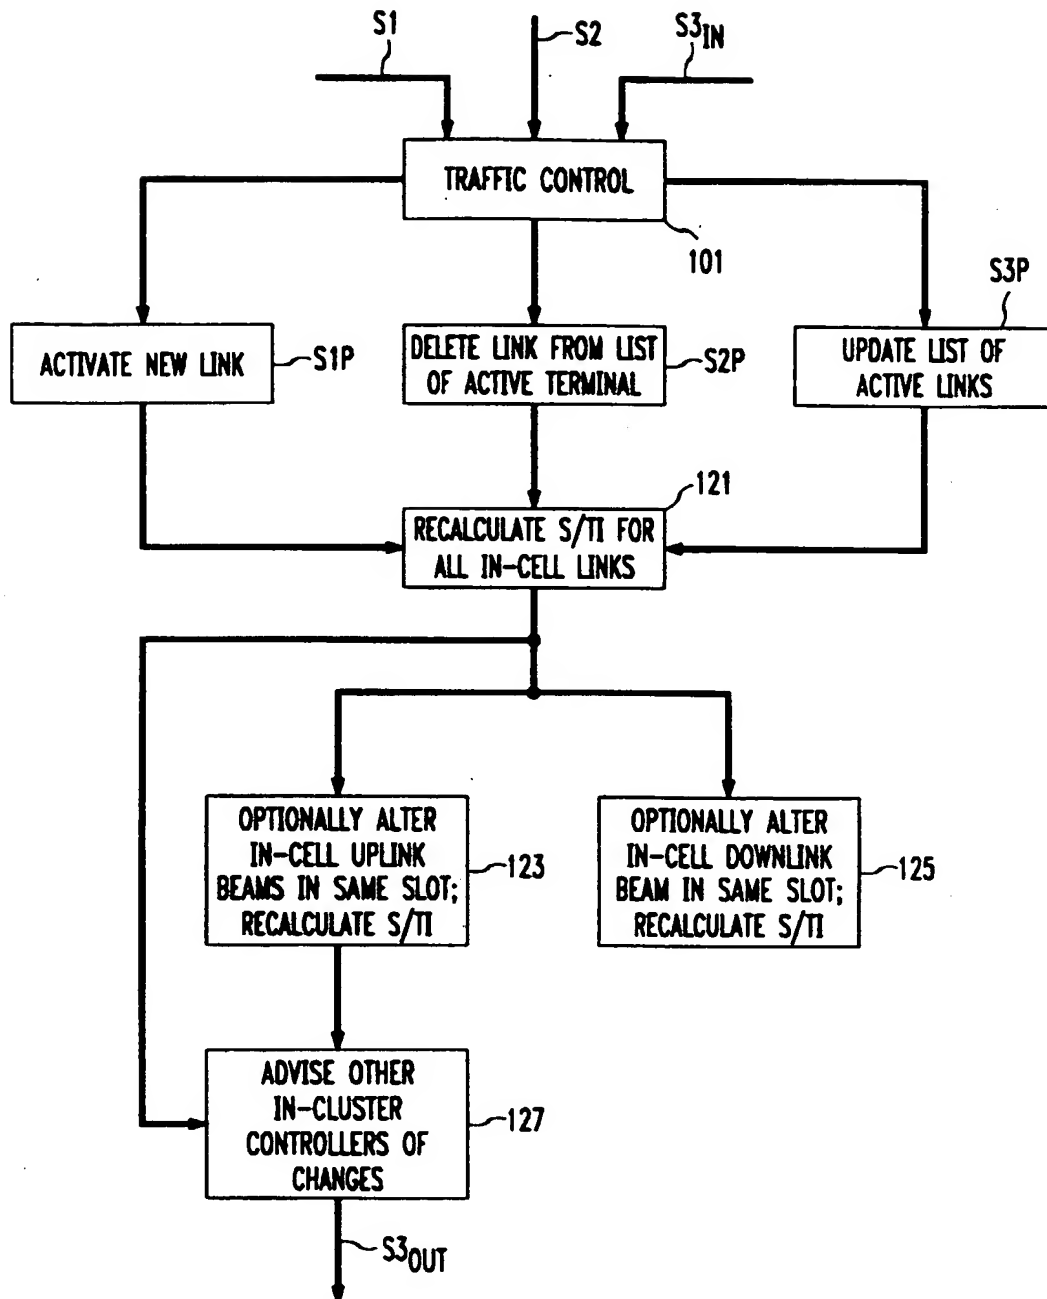 S1
S2
S3IN
TRAFFIC CONTROL
101
S3P
ACTIVATE NEW LINK
S1P
DELETE LINK FROM LIST
OF ACTIVE TERMINAL
S2P
UPDATE LIST OF
ACTIVE LINKS
121
RECALCULATE S/TI FOR
ALL IN-CELL LINKS
OPTIONALLY ALTER
IN-CELL UPLINK
BEAMS IN SAME SLOT;
RECALCULATE S/TI
123
OPTIONALLY ALTER
IN-CELL DOWNLINK
BEAM IN SAME SLOT;
RECALCULATE S/TI
125
ADVISE OTHER
IN-CLUSTER
CONTROLLERS OF
CHANGES
127
S3OUT